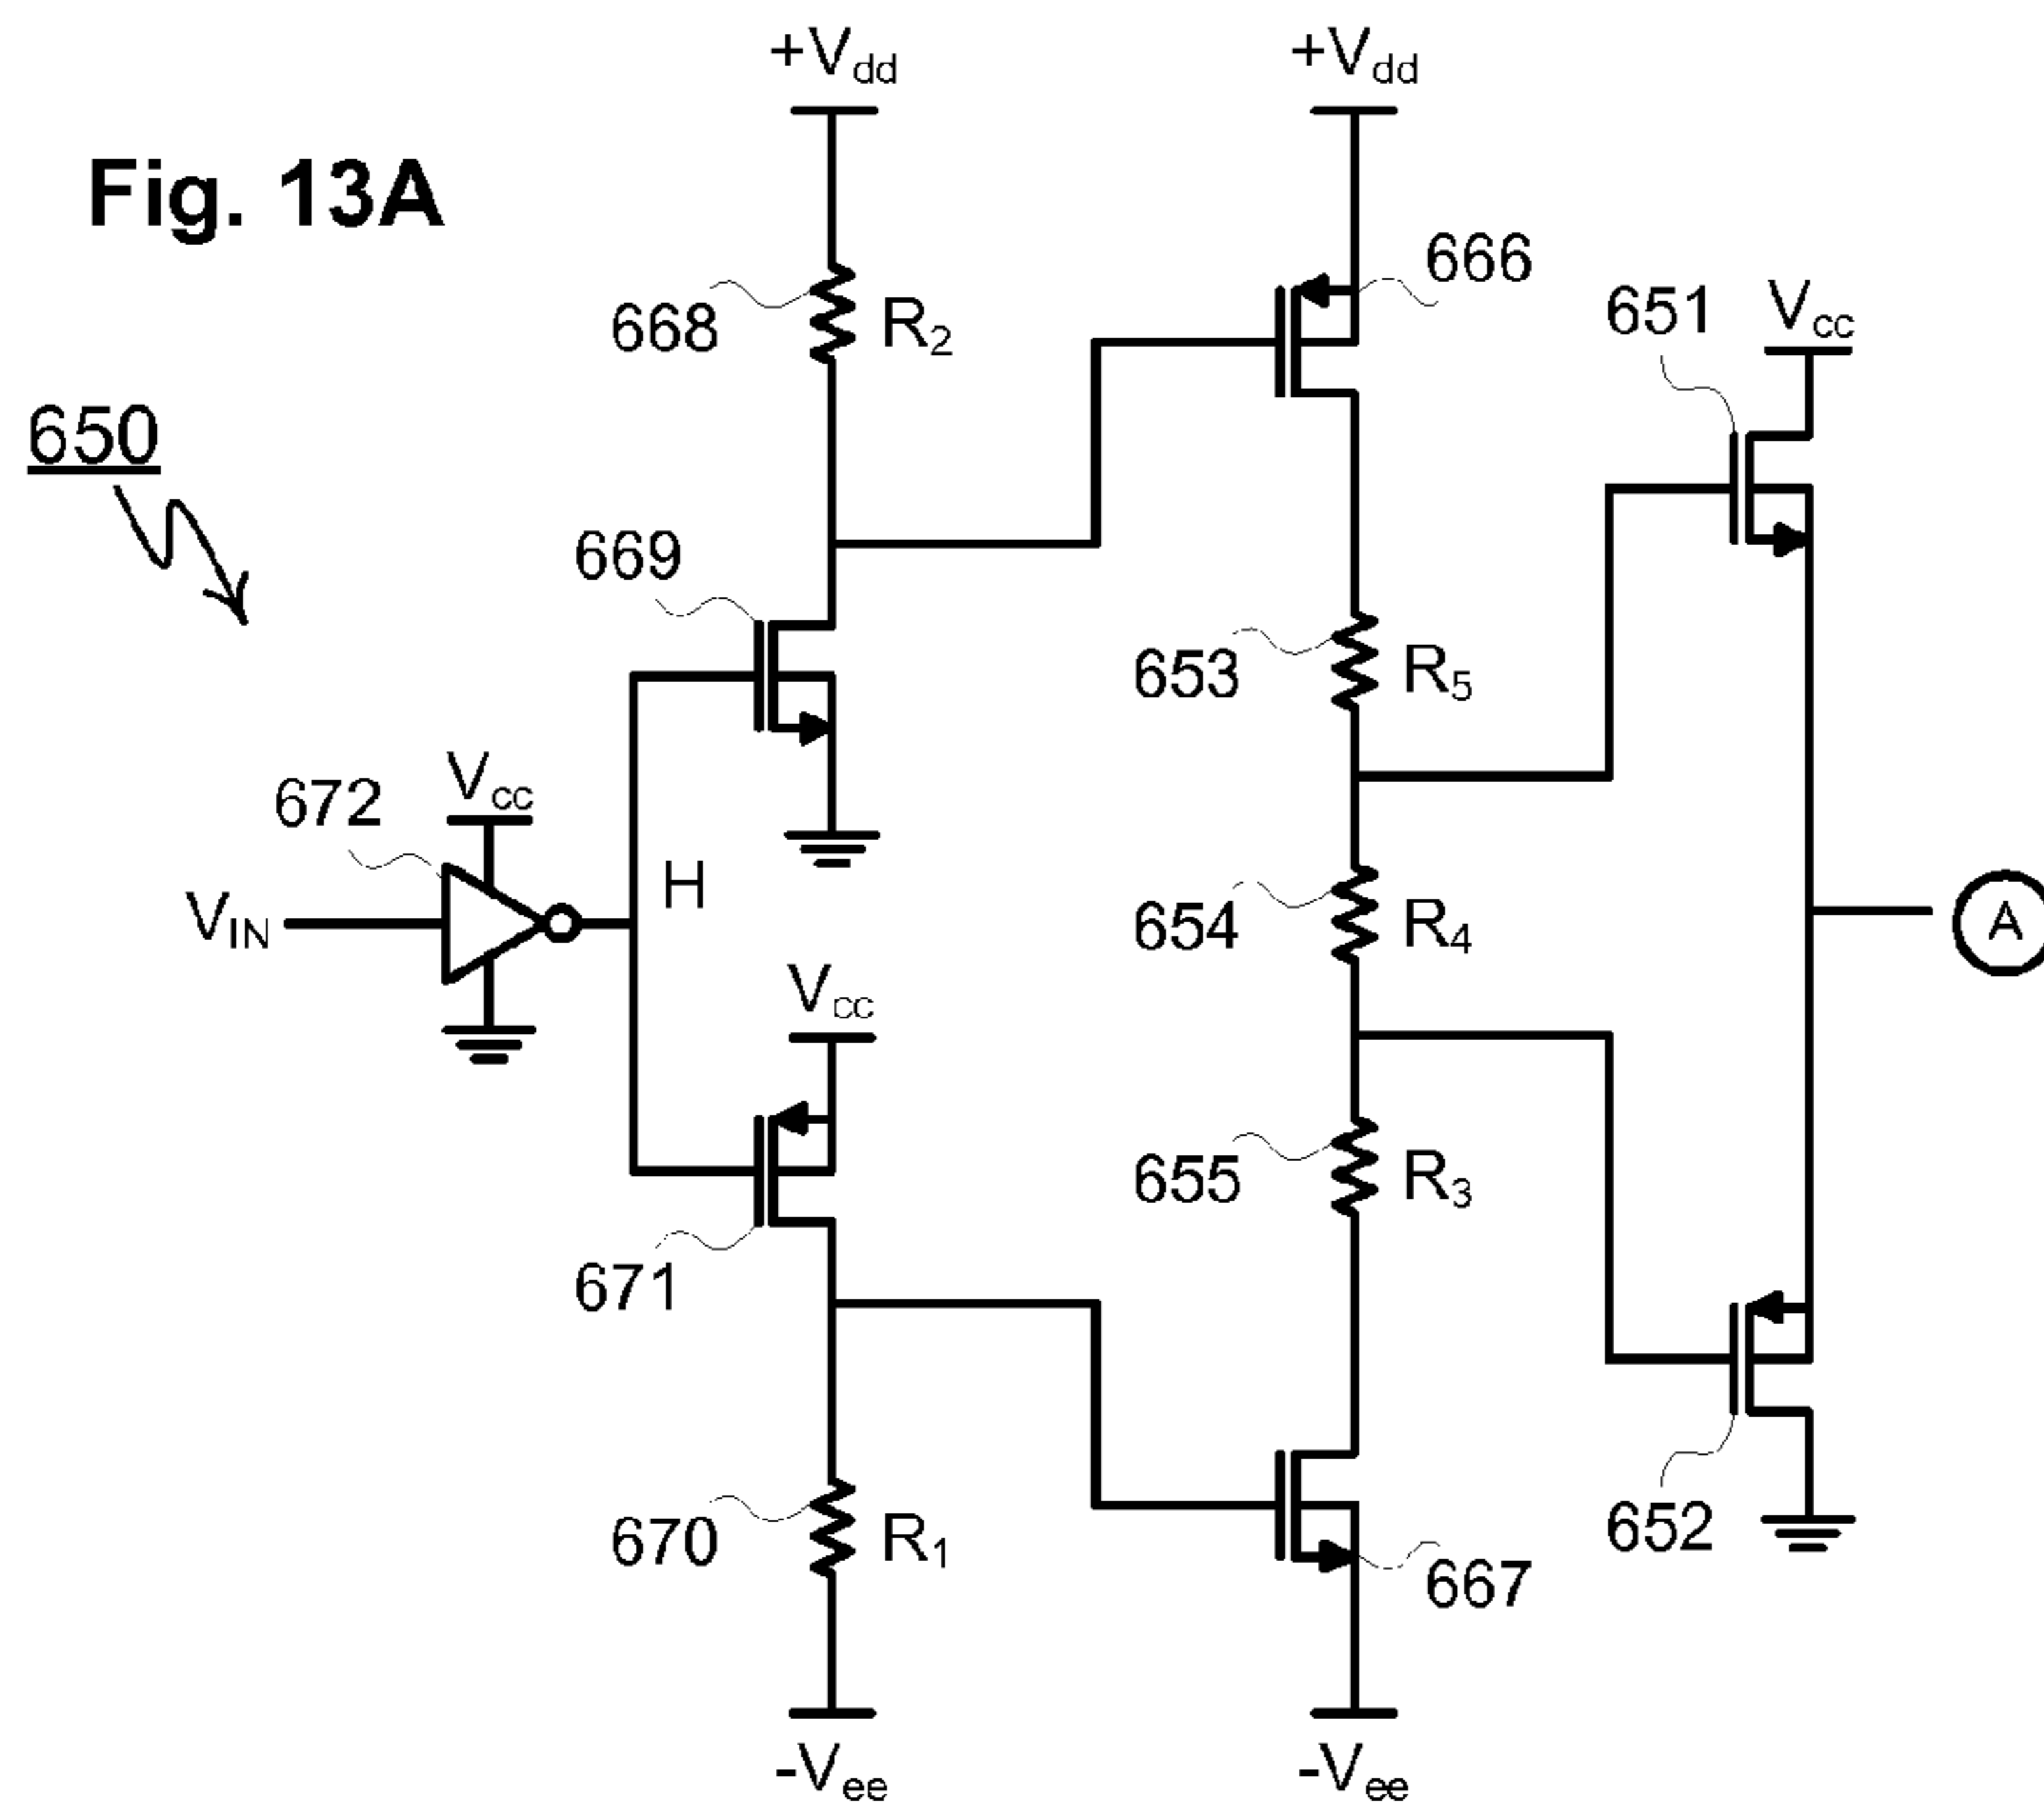 +Vdd
+Vdd
Fig. 13A
666
651
Vcc
668
R2
650
669
653
R5
Vcc
672
H
VIN
654
R4
A
Vcc
655
R3
671
670
R1
652
667
-Vee
-Vee